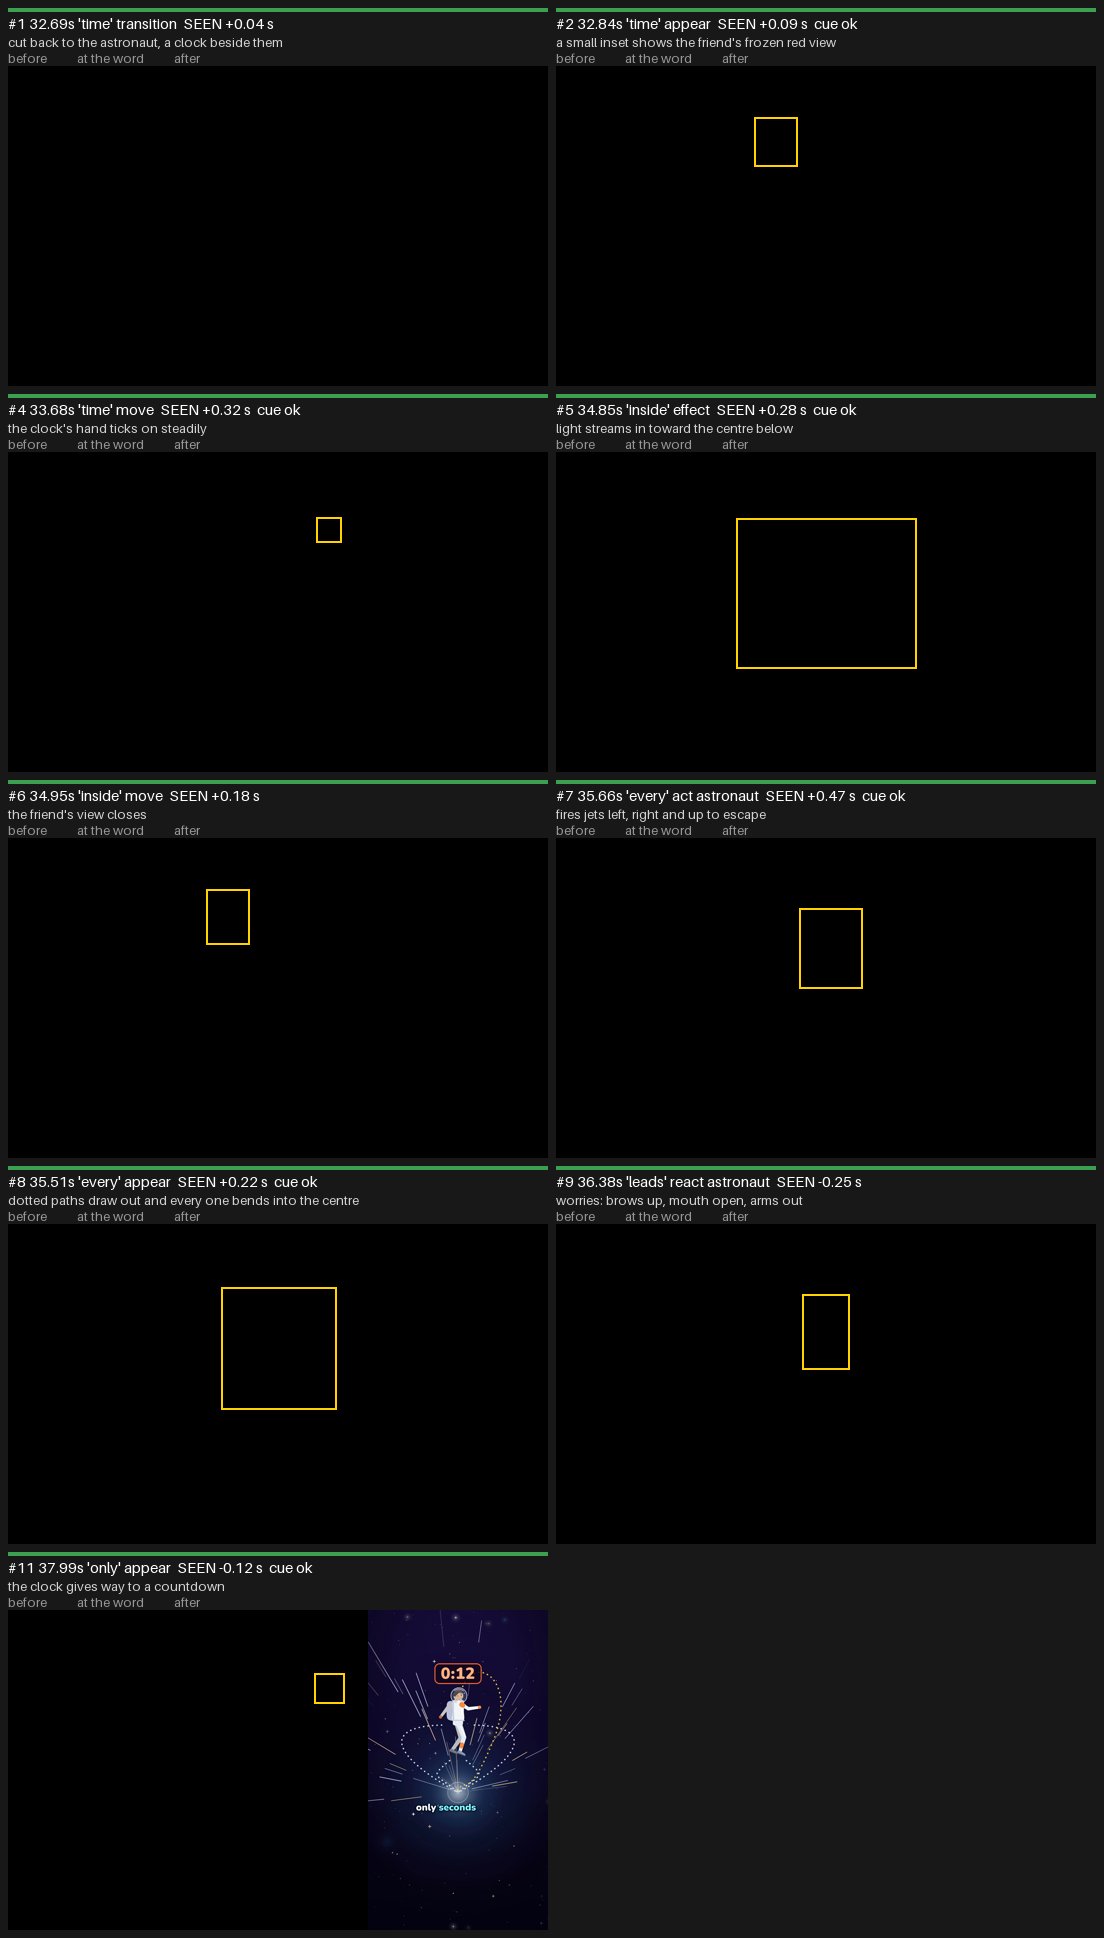 #1 32.69s 'time' transition  SEEN +0.04 s
cut back to the astronaut, a clock beside them
before at the word after
#2 32.84s 'time' appear  SEEN +0.09 s  cue ok
a small inset shows the friend's frozen red view
before at the word after
#4 33.68s 'time' move  SEEN +0.32 s  cue ok
the clock's hand ticks on steadily
before at the word after
#5 34.85s 'inside' effect  SEEN +0.28 s  cue ok
light streams in toward the centre below
before at the word after
#6 34.95s 'inside' move  SEEN +0.18 s
the friend's view closes
before at the word after
#7 35.66s 'every' act astronaut  SEEN +0.47 s  cue ok
fires jets left, right and up to escape
before at the word after
#8 35.51s 'every' appear  SEEN +0.22 s  cue ok
dotted paths draw out and every one bends into the centre
before at the word after
#9 36.38s 'leads' react astronaut  SEEN -0.25 s
worries: brows up, mouth open, arms out
before at the word after
#11 37.99s 'only' appear  SEEN -0.12 s  cue ok
the clock gives way to a countdown
before at the word after
0:12
only seconds